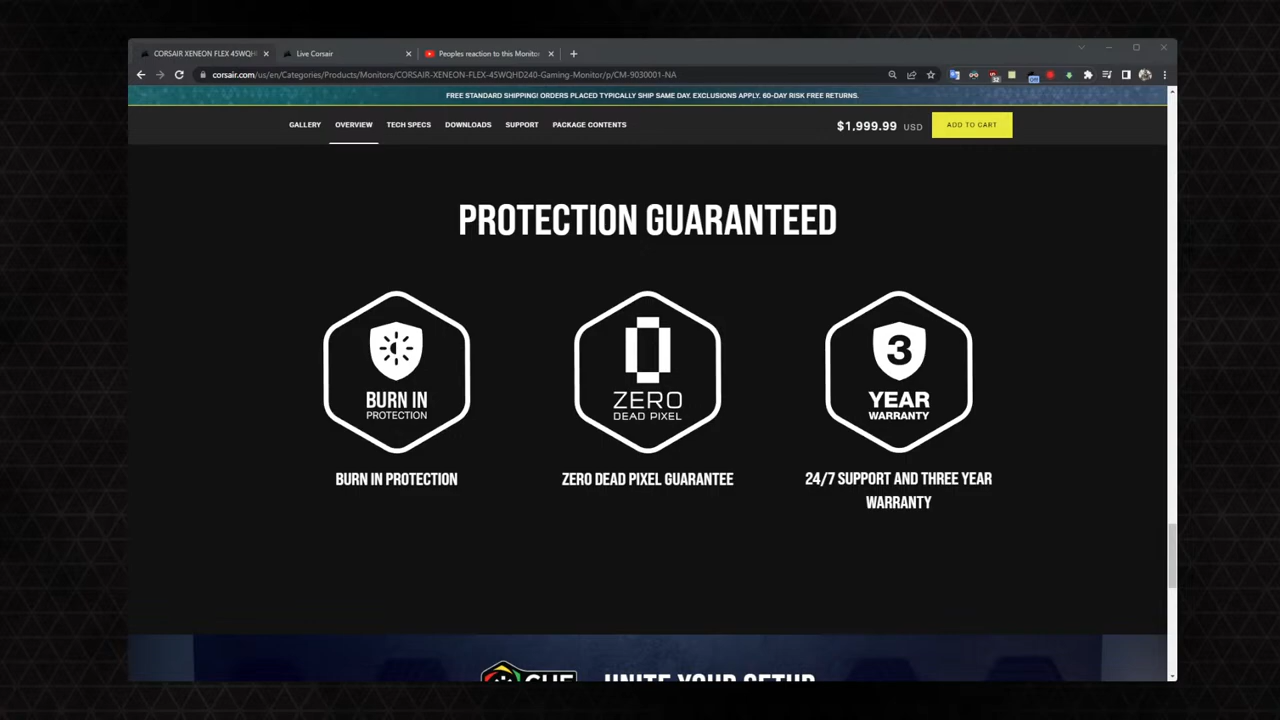 CORSAIR XENEON FLEX 45WQH
Live Corsair
Peoples reaction to this Monitor
corsair.com/us/en/Categories/Products/Monitors/CORSAIR-XENEON-FLEX-45WQHD240-Gaming-Monitor/p/CM-9030001-NA
FREE STANDARD SHIPPING! ORDERS PLACED TYPICALLY SHIP SAME DAY. EXCLUSIONS APPLY. 60-DAY RISK FREE RETURNS.
GALLERY OVERVIEW TECH SPECS DOWNLOADS SUPPORT PACKAGE CONTENTS $1,999.99 USD ADD TO CART
PROTECTION GUARANTEED
BURN IN
PROTECTION
0
ZERO
DEAD PIXEL
3
YEAR
WARRANTY
BURN IN PROTECTION
ZERO DEAD PIXEL GUARANTEE
24/7 SUPPORT AND THREE YEAR
WARRANTY
UNITE YOUR SETUP